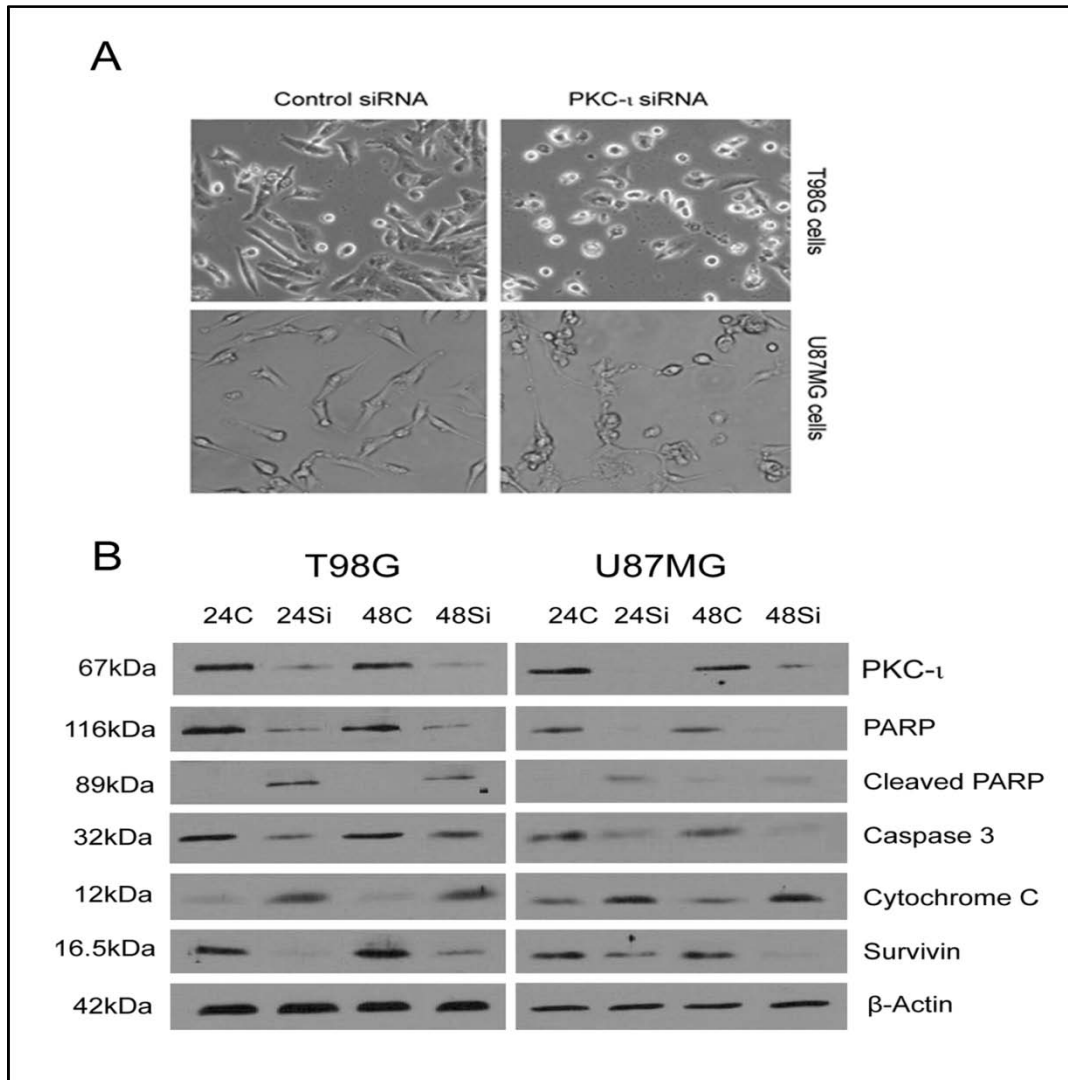 A
Control siRNA PKC-ι siRNA
T98G cells
U87MG cells
B
T98G U87MG
24C 24Si 48C 48Si 24C 24Si 48C 48Si
67kDa PKC-ι
116kDa PARP
89kDa Cleaved PARP
32kDa Caspase 3
12kDa Cytochrome C
16.5kDa Survivin
42kDa β-Actin